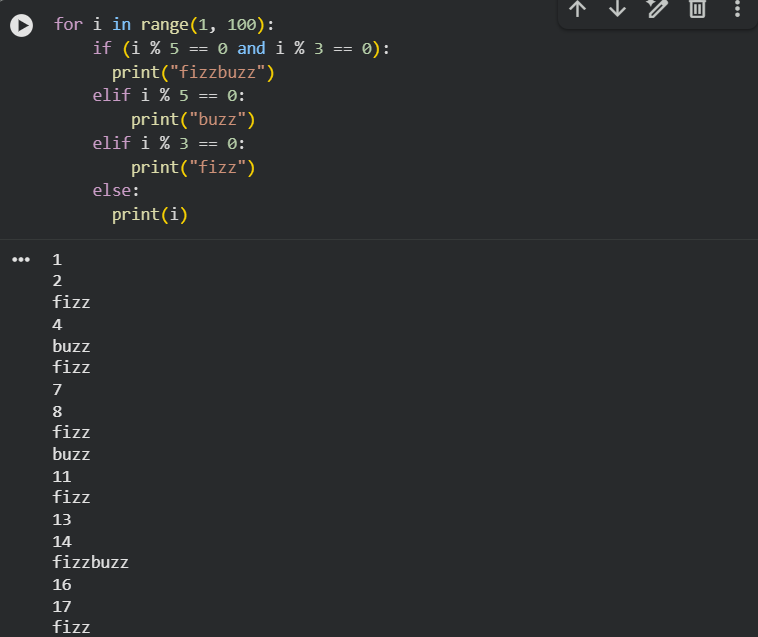 for i in range(1, 100):
    if (i % 5 == 0 and i % 3 == 0):
      print("fizzbuzz")
    elif i % 5 == 0:
        print("buzz")
    elif i % 3 == 0:
        print("fizz")
    else:
      print(i)
1
2
fizz
4
buzz
fizz
7
8
fizz
buzz
11
fizz
13
14
fizzbuzz
16
17
fizz